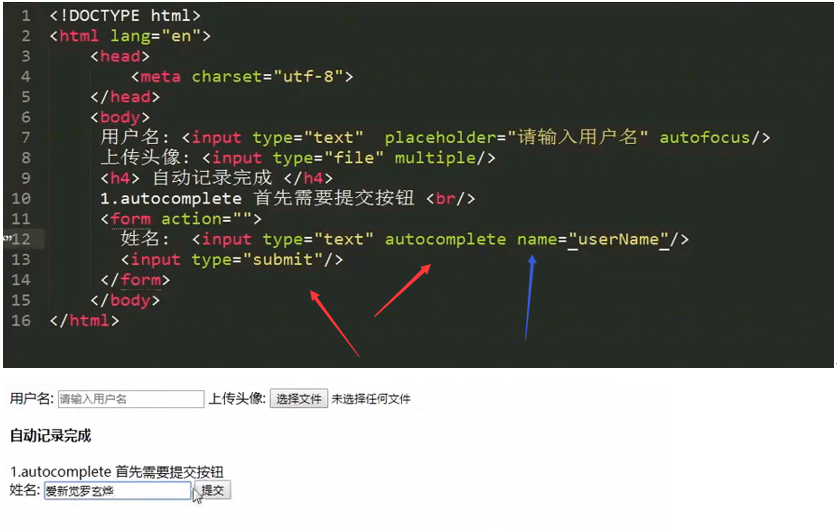 1 <!DOCTYPE html>
2 <html lang="en">
3 <head>
4 <meta charset="utf-8">
5 </head>
6 <body>
7 用户名: <input type="text"  placeholder="请输入用户名" autofocus/>
8 上传头像: <input type="file" multiple/>
9 <h4> 自动记录完成 </h4>
10 1.autocomplete 首先需要提交按钮 <br/>
11 <form action="">
12 姓名:  <input type="text" autocomplete name="userName"/>
13 <input type="submit"/>
14 </form>
15 </body>
16 </html>
用户名: 请输入用户名 上传头像: 选择文件 未选择任何文件
自动记录完成
1.autocomplete 首先需要提交按钮
姓名: 爱新觉罗玄烨 提交